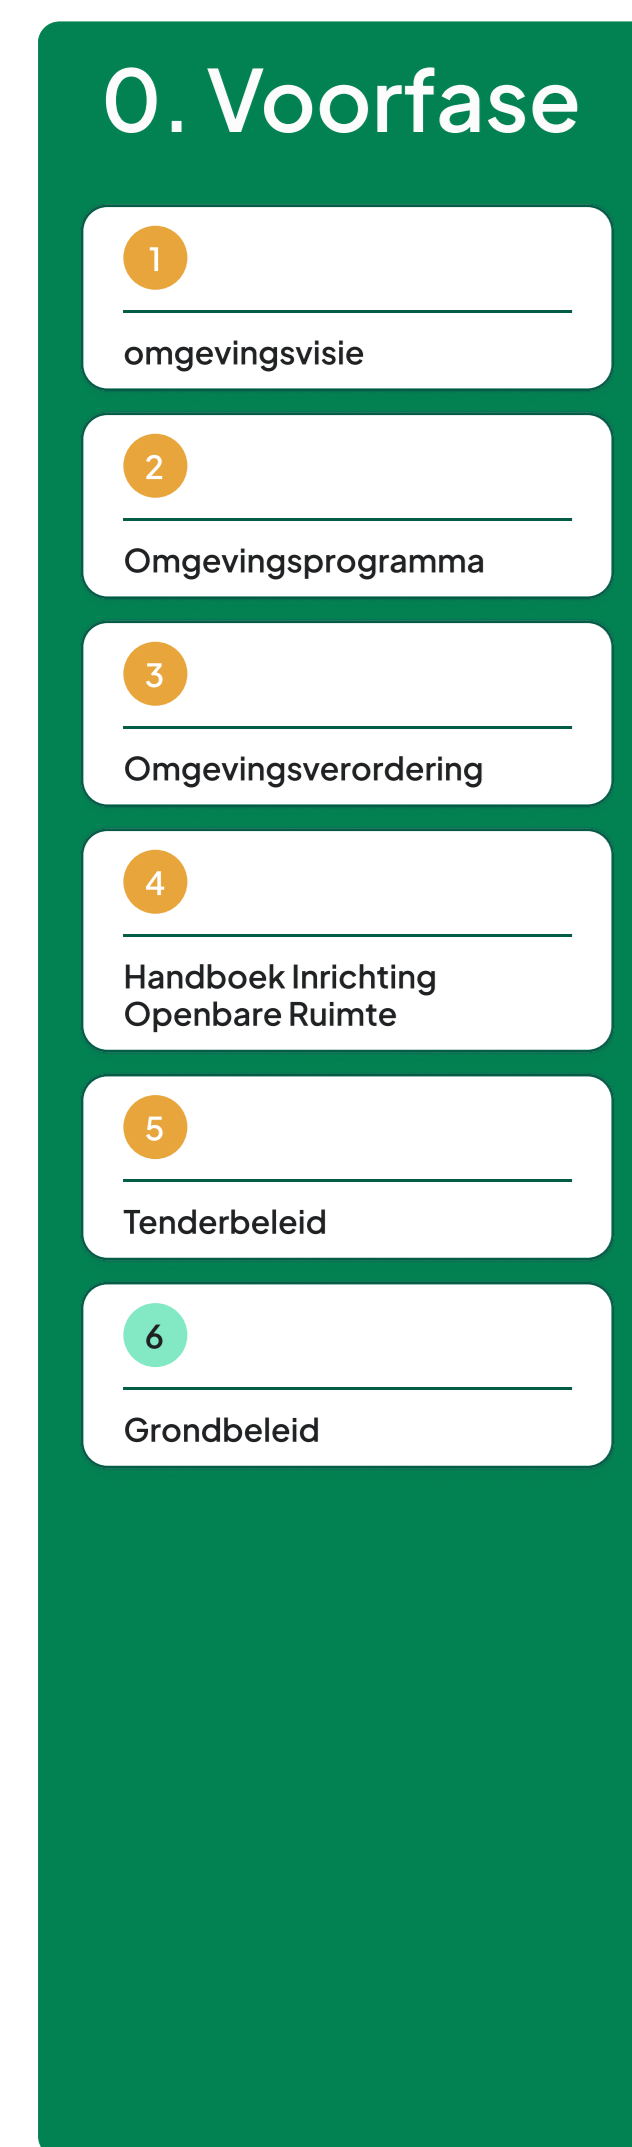 0. Voorfase
1
omgevingsvisie
2
Omgevingsprogramma
3
Omgevingsverordering
4
Handboek Inrichting
Openbare Ruimte
5
Tenderbeleid
6
Grondbeleid